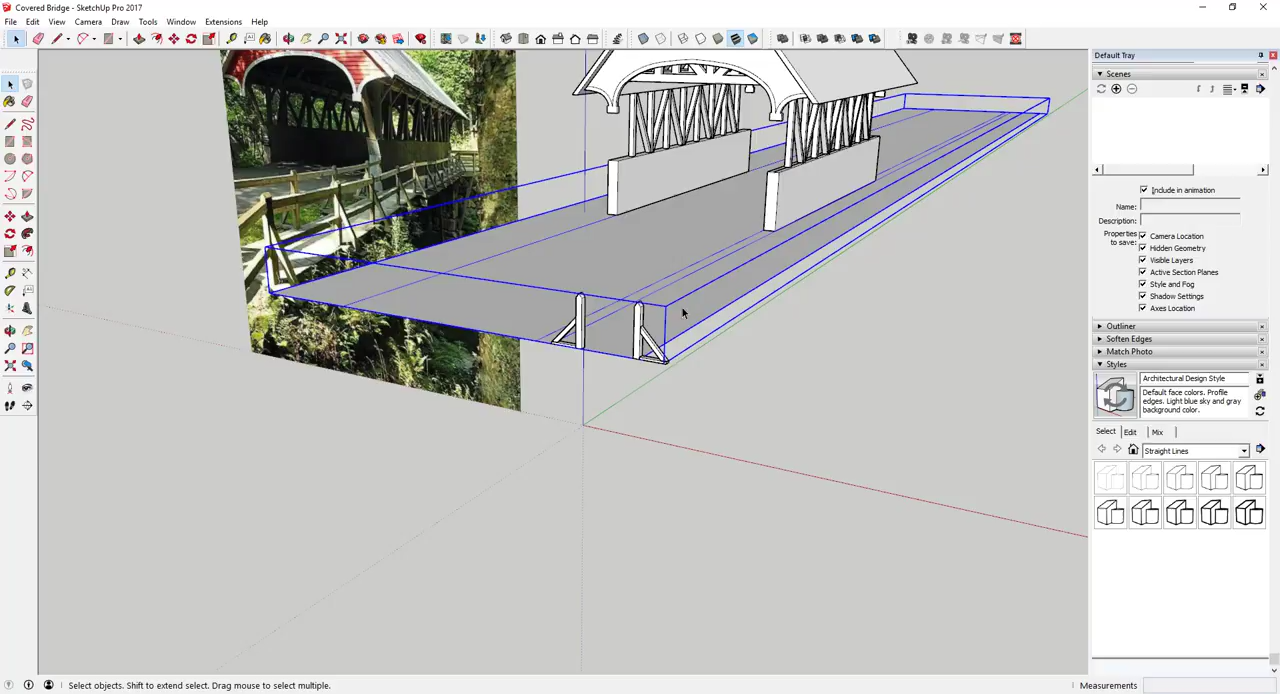 Covered Bridge - SketchUp Pro 2017
File Edit View Camera Draw Tools Window Extensions Help
Default Tray
Scenes
Include in animation
Name:
Description:
Properties to save:
Camera Location
Hidden Geometry
Visible Layers
Active Section Planes
Style and Fog
Shadow Settings
Axes Location
Outliner
Soften Edges
Match Photo
Styles
Architectural Design Style
Default face colors. Profile
edges. Light blue sky and gray
background color.
Select Edit Mix
Straight Lines
Select objects. Shift to extend select. Drag mouse to select multiple.
Measurements